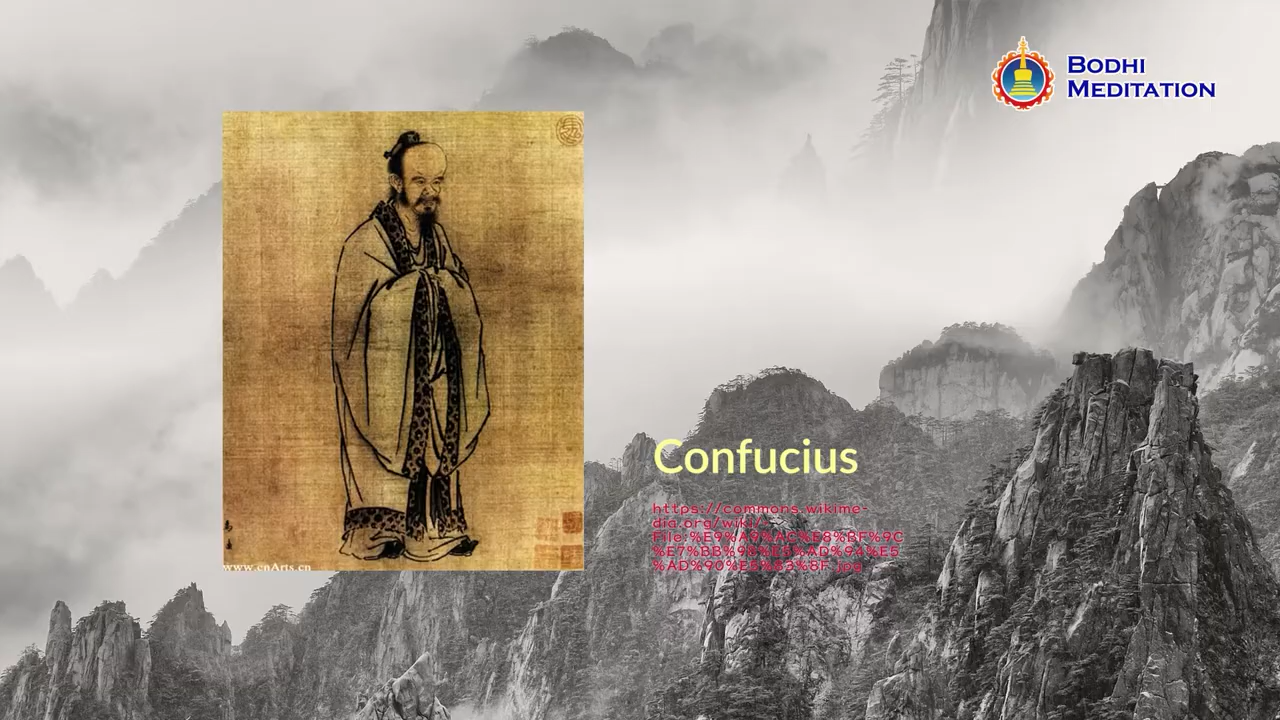 BODHI
MEDITATION
Confucius
https://commons.wikime-
dia.org/wiki/
File:%E9%A9%AC%E8%BF%9C
%E7%BB%98%E5%AD%94%E5
%AD%90%E5%83%8F.jpg
www.cnArts.cn